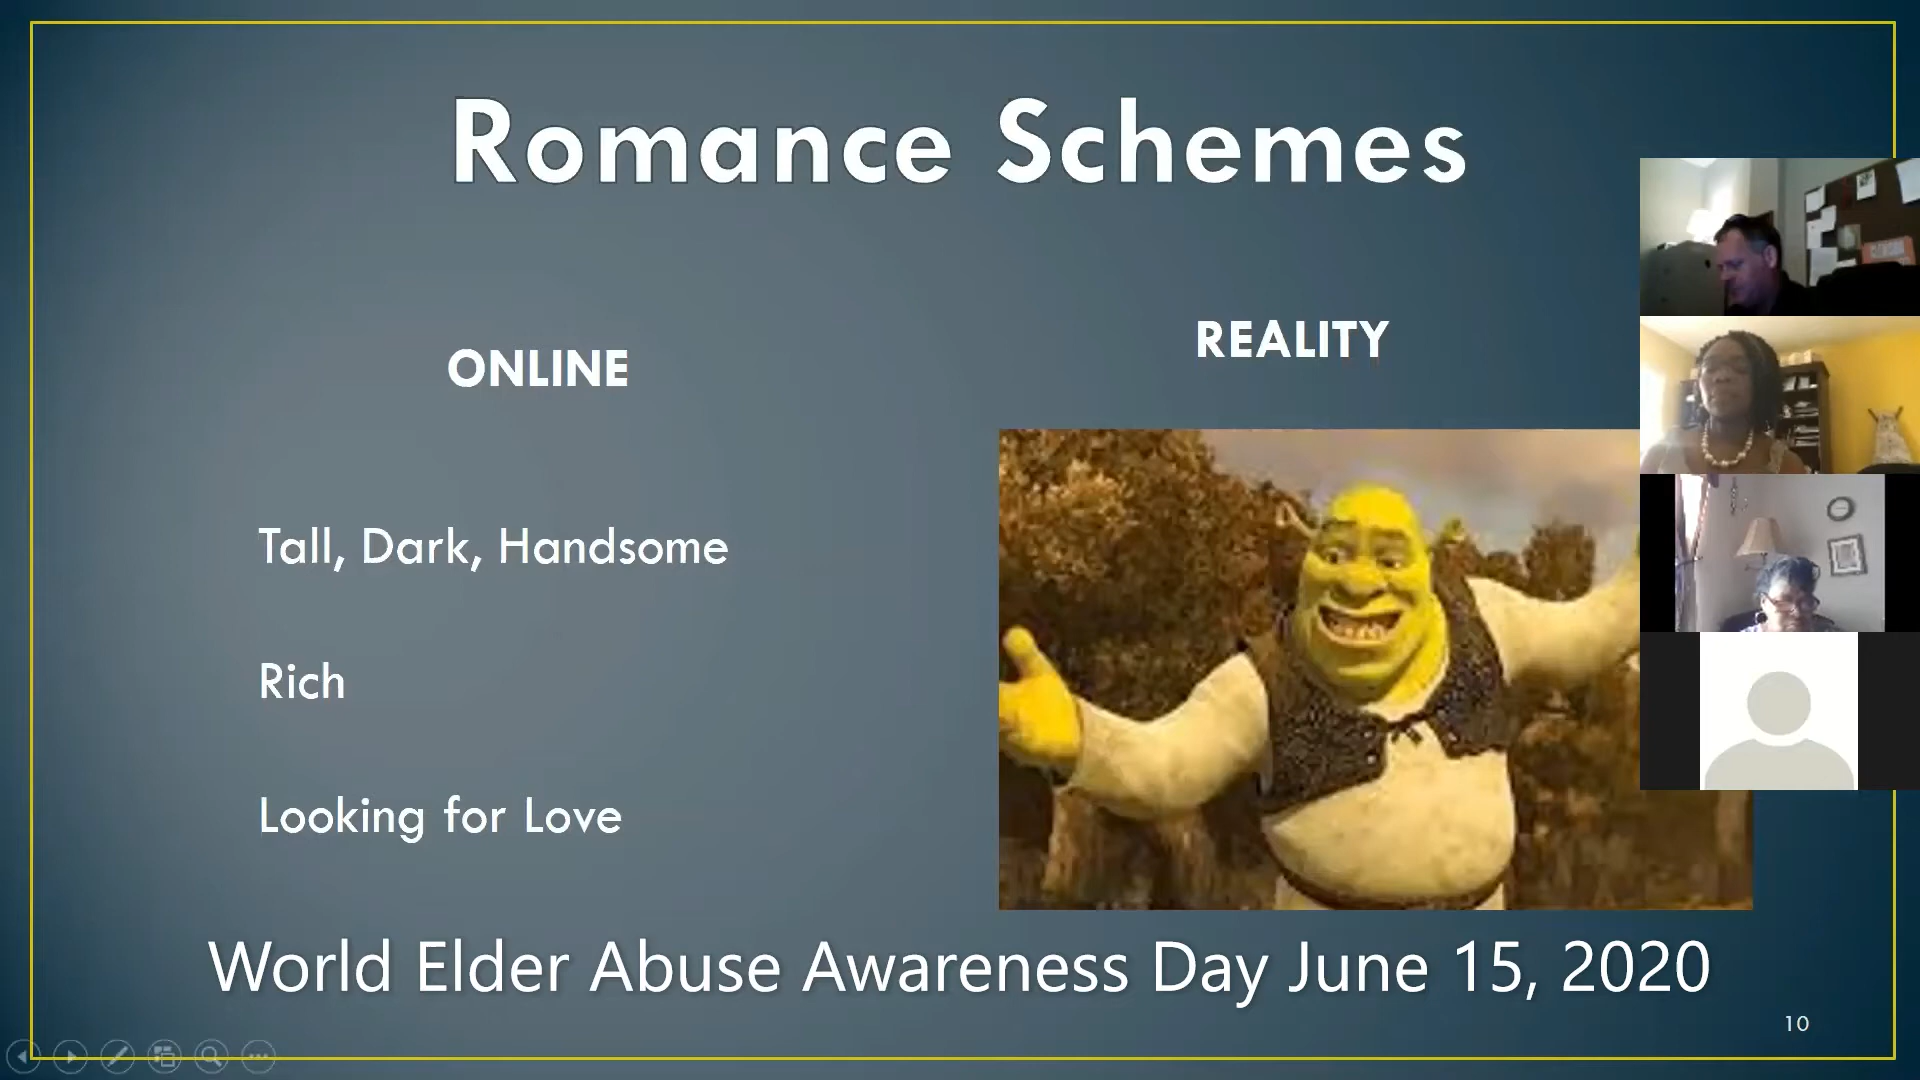 Romance Schemes
ONLINE
REALITY
Tall, Dark, Handsome
Rich
Looking for Love
World Elder Abuse Awareness Day June 15, 2020
10